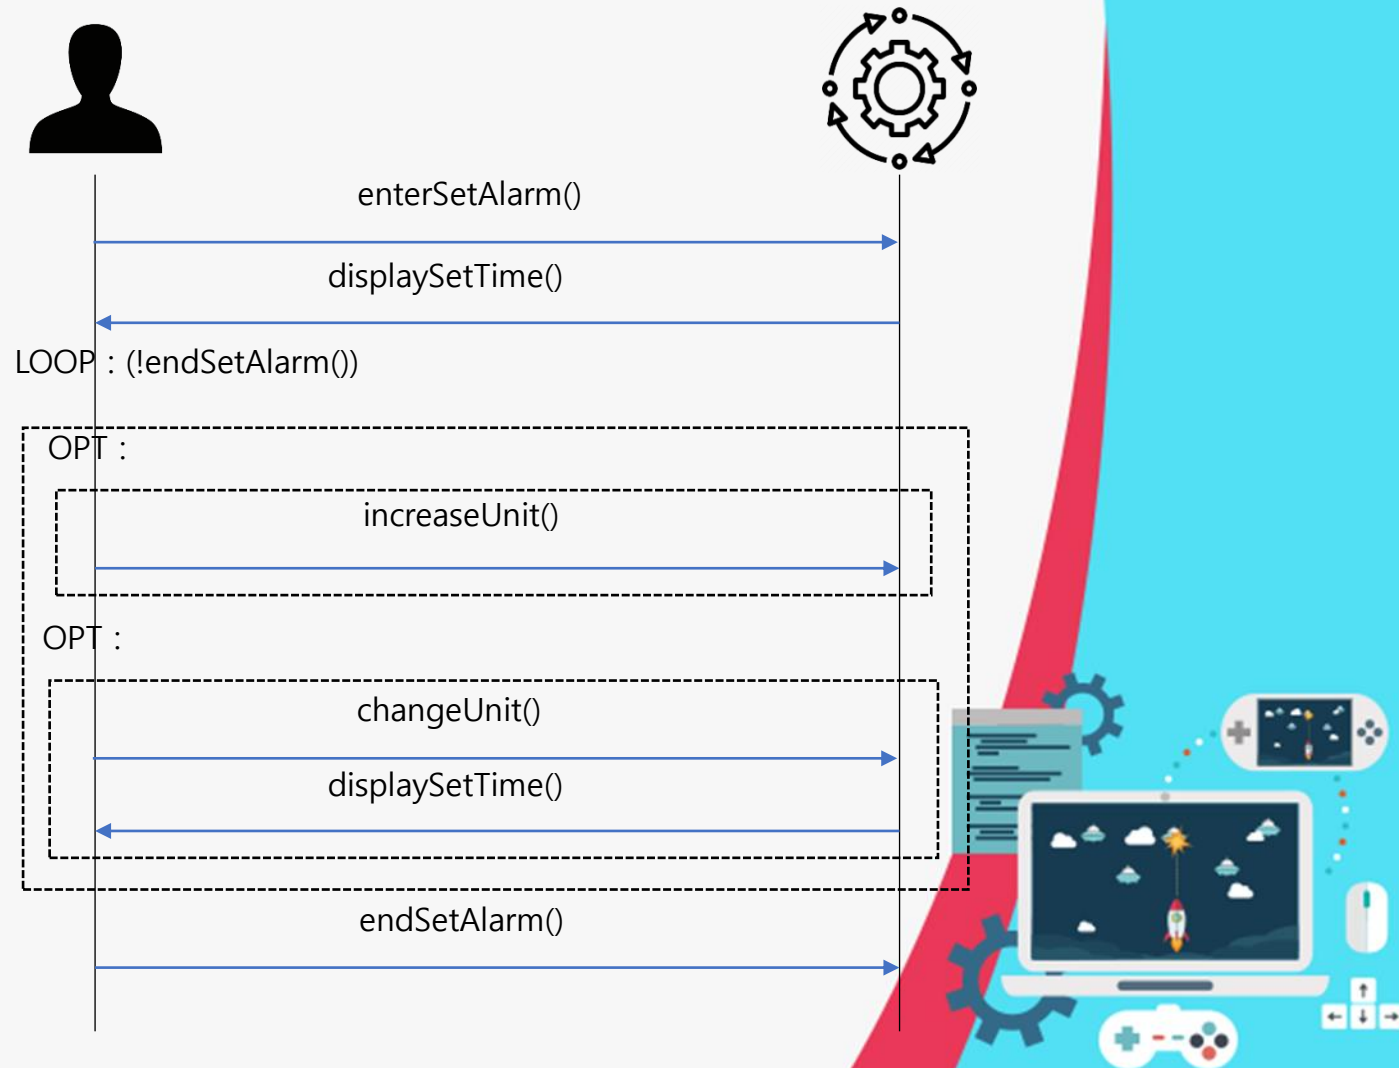 enterSetAlarm()
displaySetTime()
LOOP : (!endSetAlarm())
OPT :
increaseUnit()
OPT :
changeUnit()
displaySetTime()
endSetAlarm()